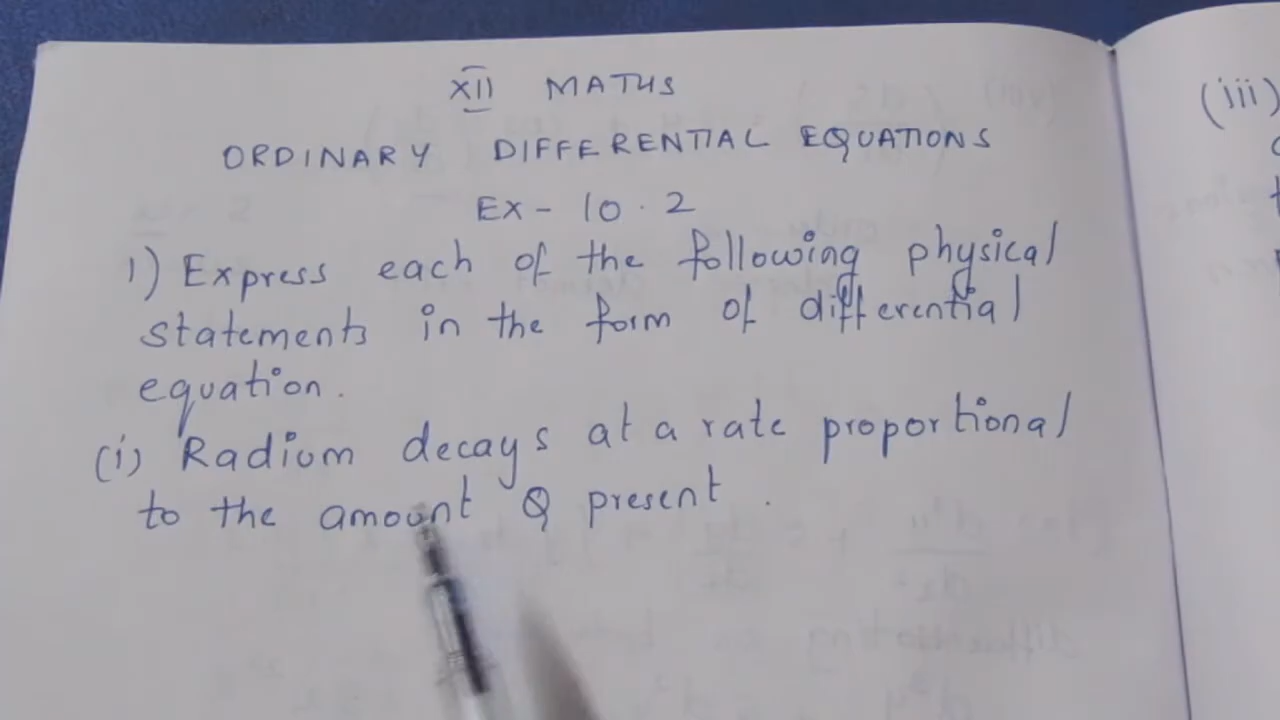 XII MATHS
ORDINARY DIFFERENTIAL EQUATIONS
EX - 10.2
1) Express each of the following physical
statements in the form of differential
equation.
(i) Radium decays at a rate proportional
to the amount Q present.
(iii)